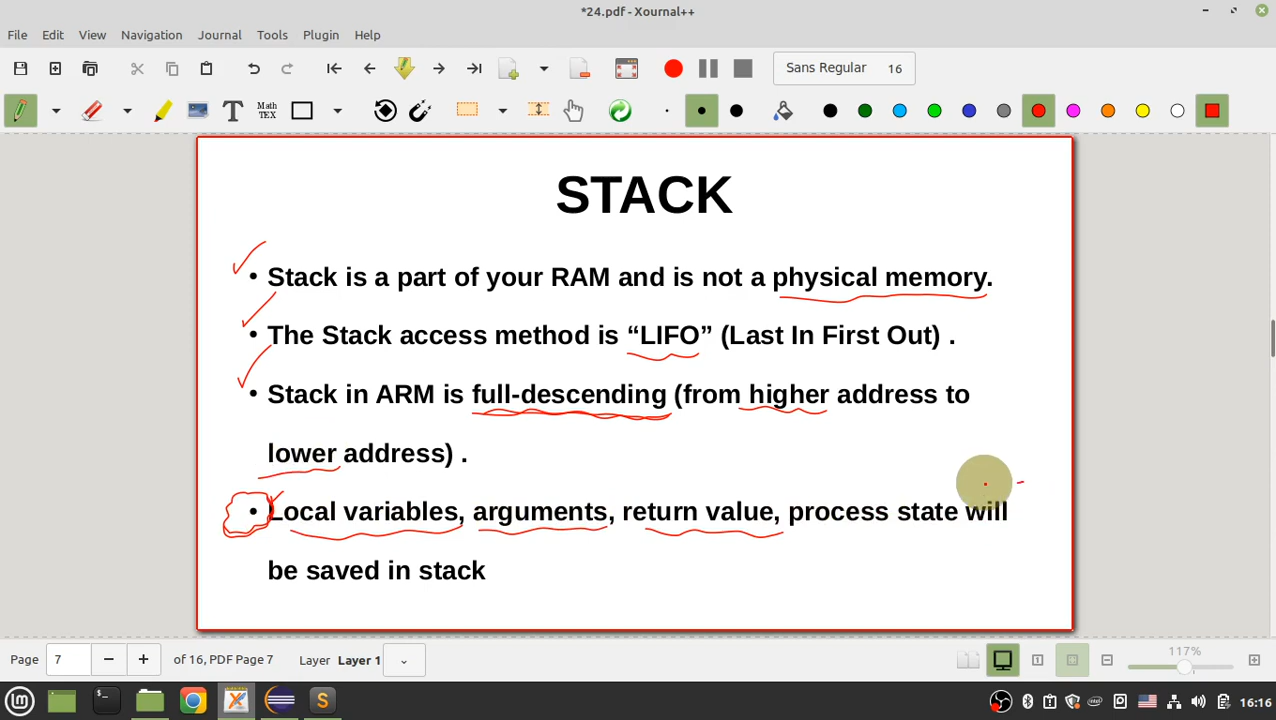 *24.pdf - Xournal++
File Edit View Navigation Journal Tools Plugin Help
Sans Regular 16
Math
TEX
STACK
• Stack is a part of your RAM and is not a physical memory.
• The Stack access method is “LIFO” (Last In First Out) .
• Stack in ARM is full-descending (from higher address to
lower address) .
• Local variables, arguments, return value, process state will
be saved in stack
Page 7 of 16, PDF Page 7 Layer Layer 1 117%
16:16